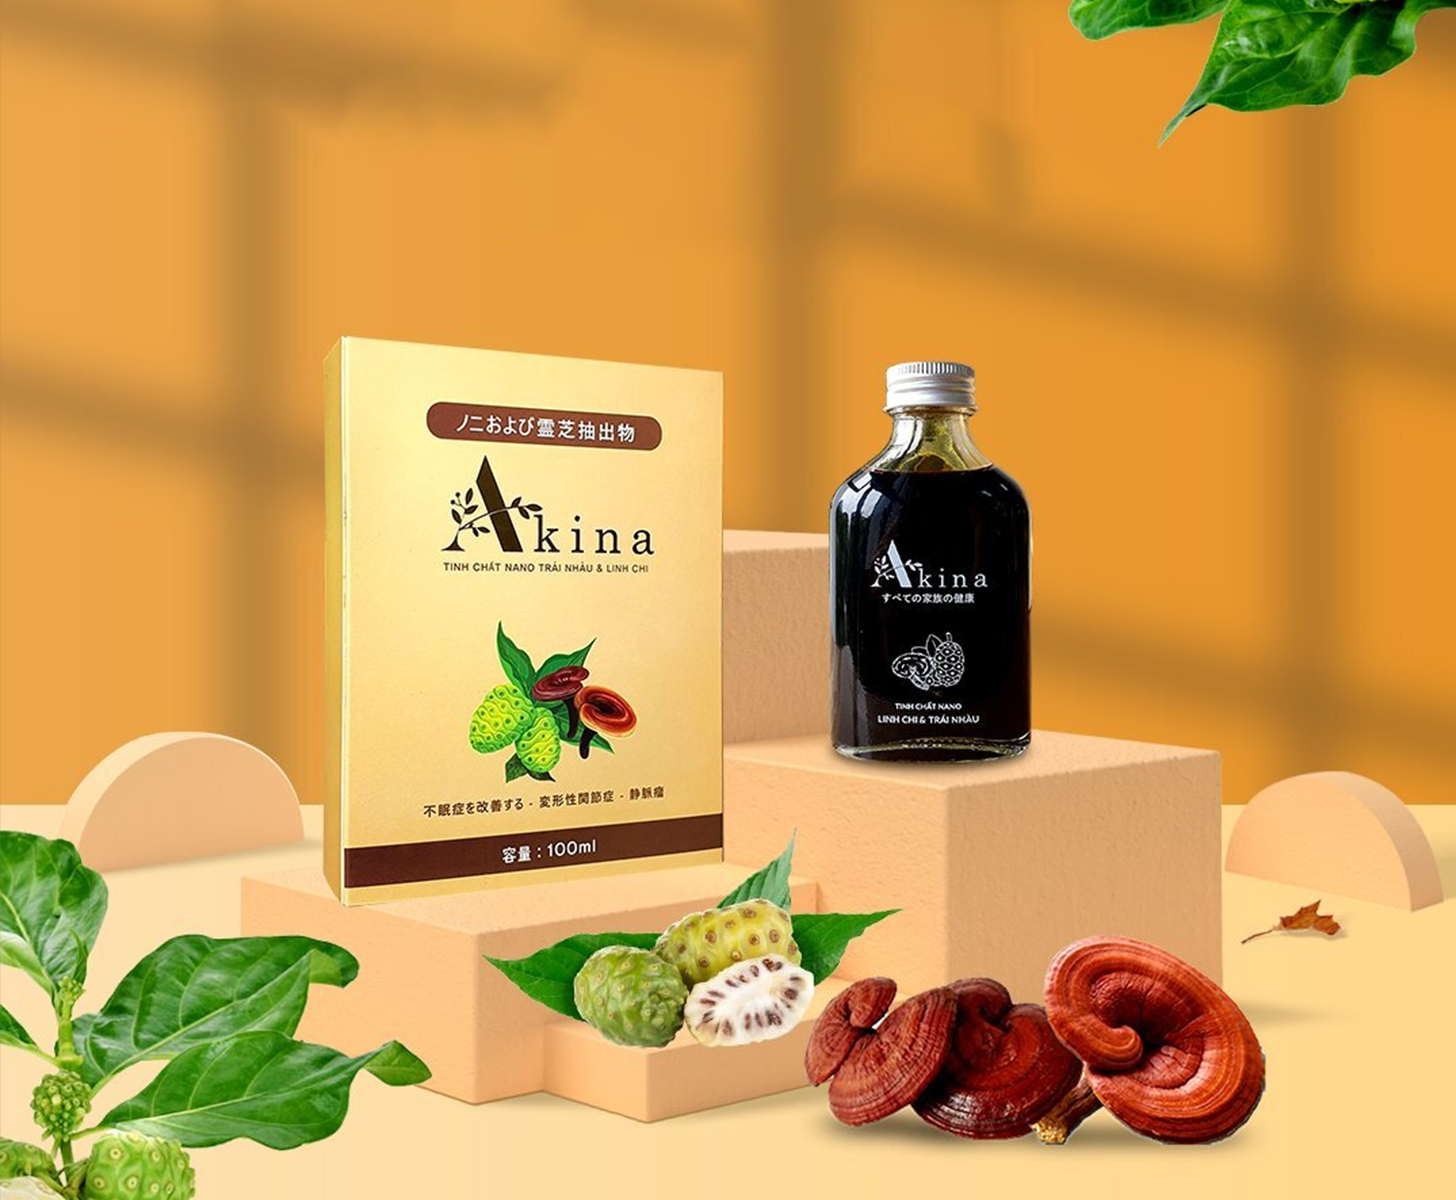 ノニおよび霊芝抽出物
Akina
TINH CHẤT NANO TRÁI NHÀU & LINH CHI
不眠症を改善する - 変形性関節症 - 静脈瘤
容量：100ml
Akina
すべての家族の健康
TINH CHẤT NANO
LINH CHI & TRÁI NHÀU